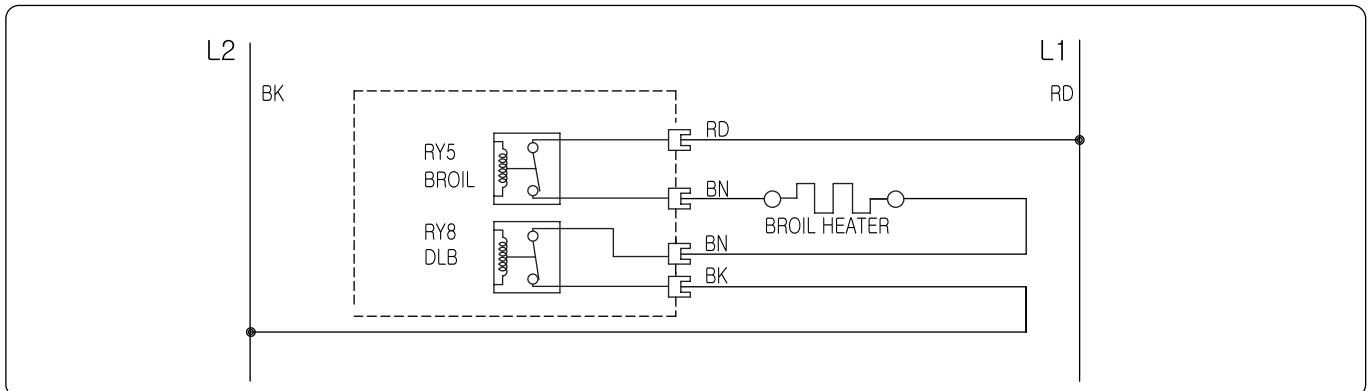 L2
L1
BK
RD
RD
RY5
BROIL
BN
BROIL HEATER
RY8
DLB
BN
BK